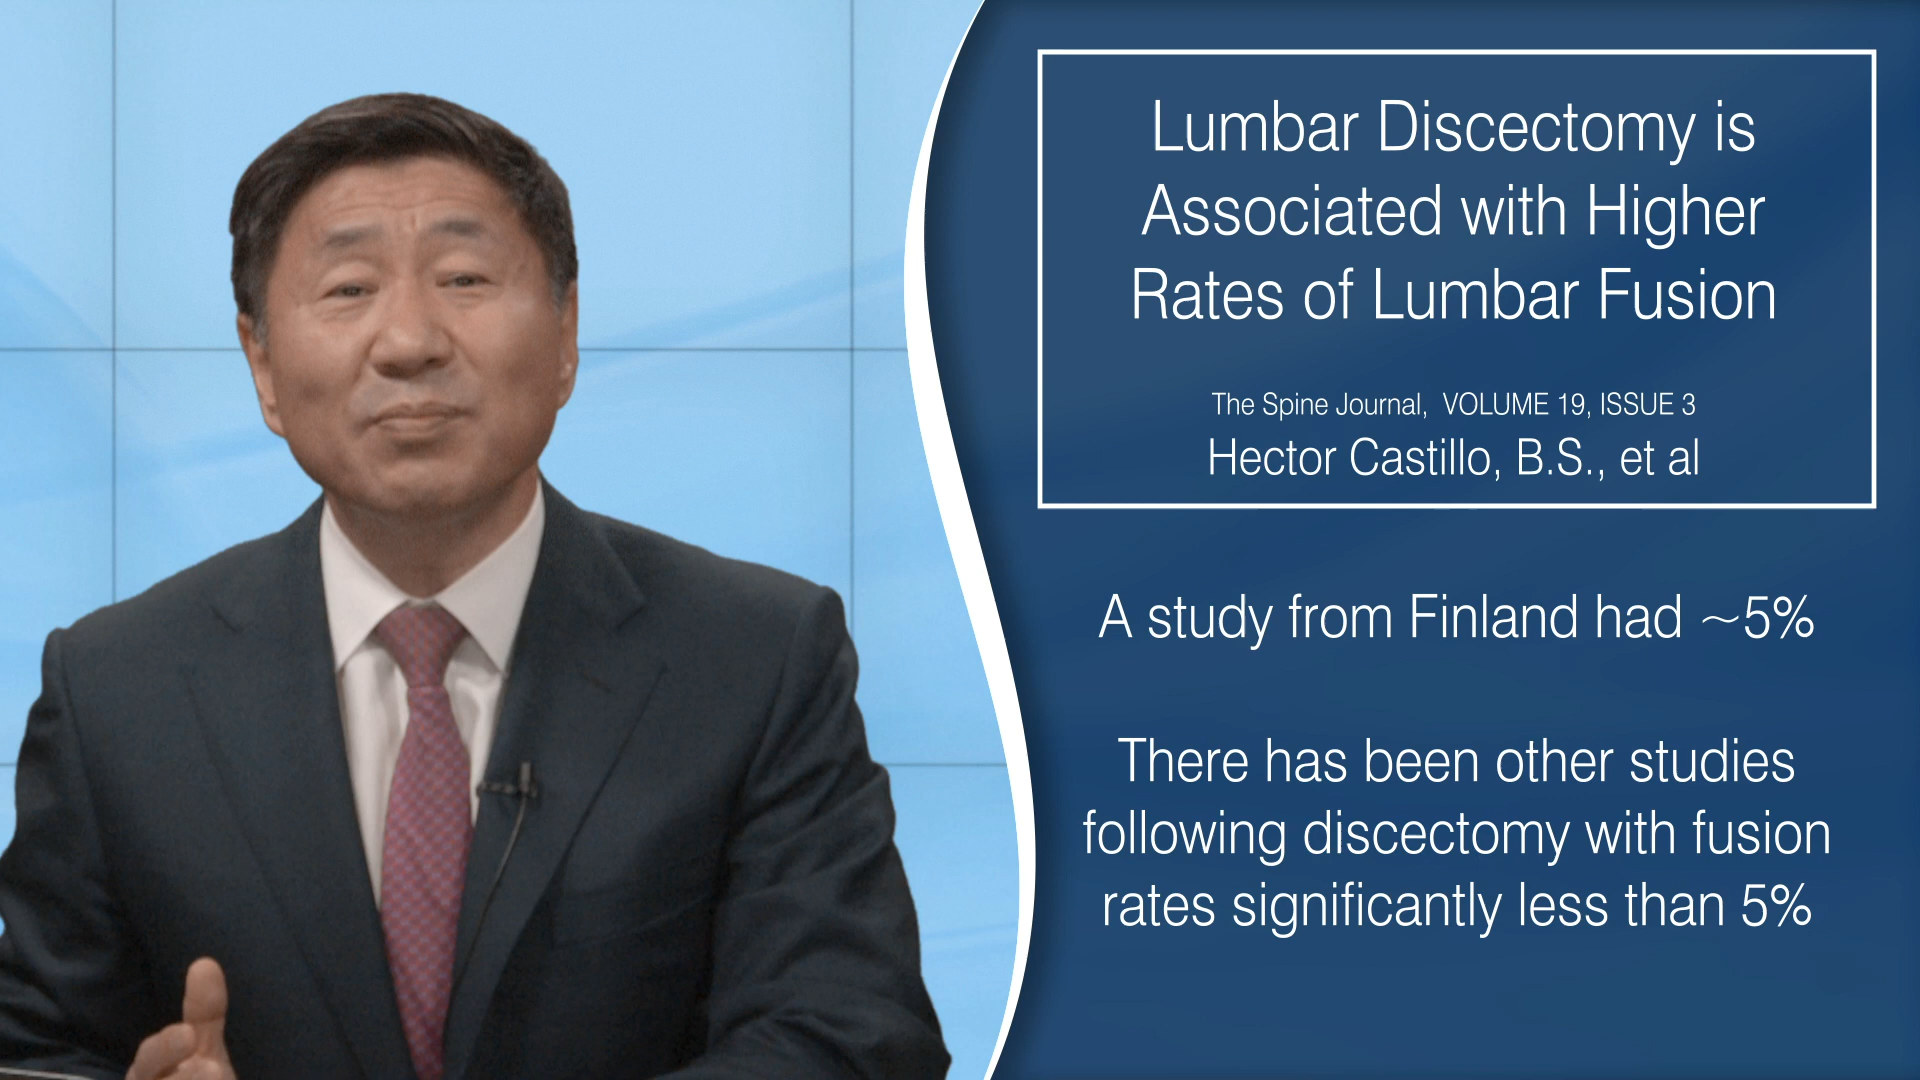 Lumbar Discectomy is
Associated with Higher
Rates of Lumbar Fusion
The Spine Journal, VOLUME 19, ISSUE 3
Hector Castillo, B.S., et al
A study from Finland had ~5%
There has been other studies
following discectomy with fusion
rates significantly less than 5%